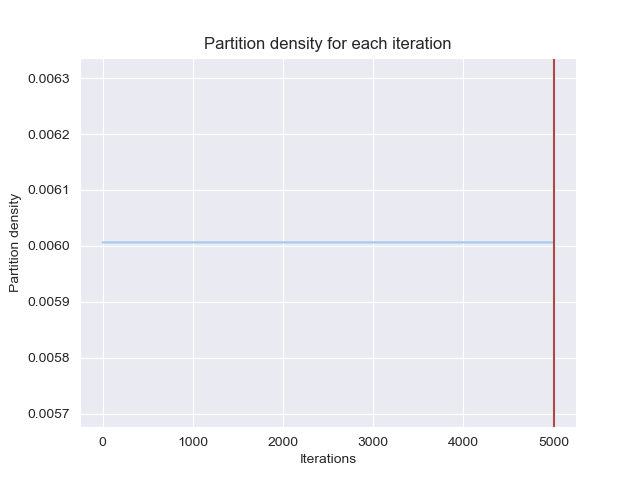 Partition density for each iteration
Partition density
0.0063
0.0062
0.0061
0.0060
0.0059
0.0058
0.0057
0 1000 2000 3000 4000 5000
Iterations